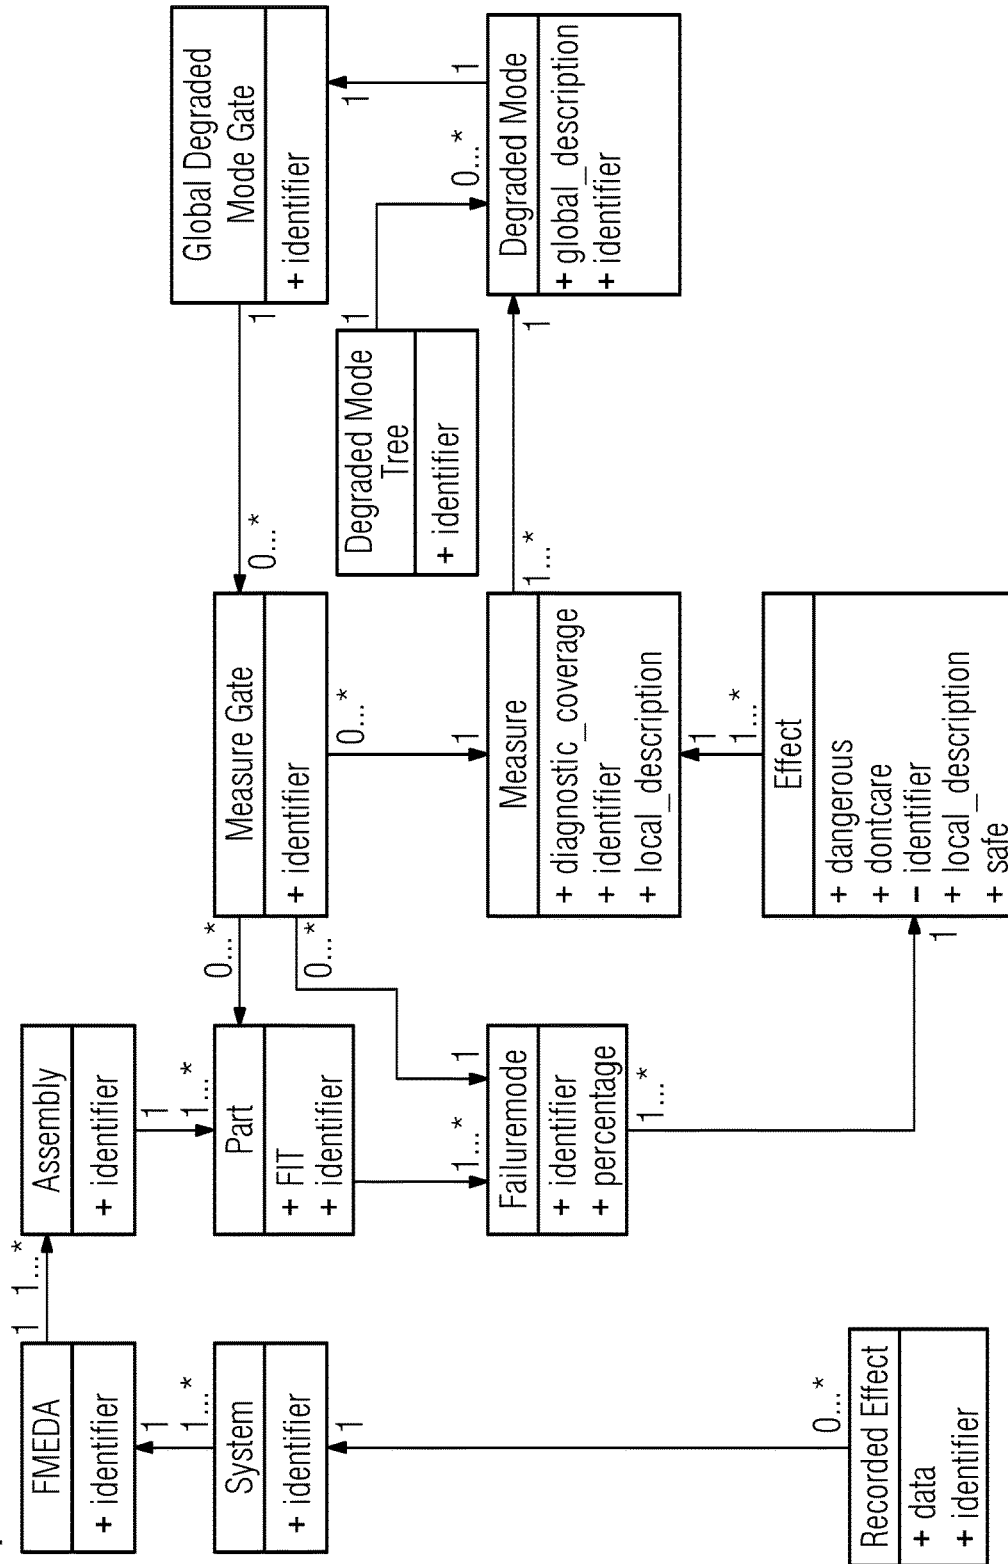 FMEDA
+ identifier
1
1...*
Assembly
+ identifier
1
1...*
1
1...*
System
+ identifier
1
Part
+ FIT
+ identifier
0...*
Measure Gate
+ identifier
0...*
0...*
1
Global Degraded
Mode Gate
+ identifier
1
1
Degraded Mode
Tree
+ identifier
1
0...*
1...*
1
0...*
1
Failuremode
+ identifier
+ percentage
1...*
Measure
+ diagnostic_coverage
+ identifier
+ local_description
1...*
1
Degraded Mode
+ global_description
+ identifier
1
1...*
Recorded Effect
+ data
+ identifier
0...*
1
Effect
+ dangerous
+ dontcare
– identifier
+ local_description
+ safe